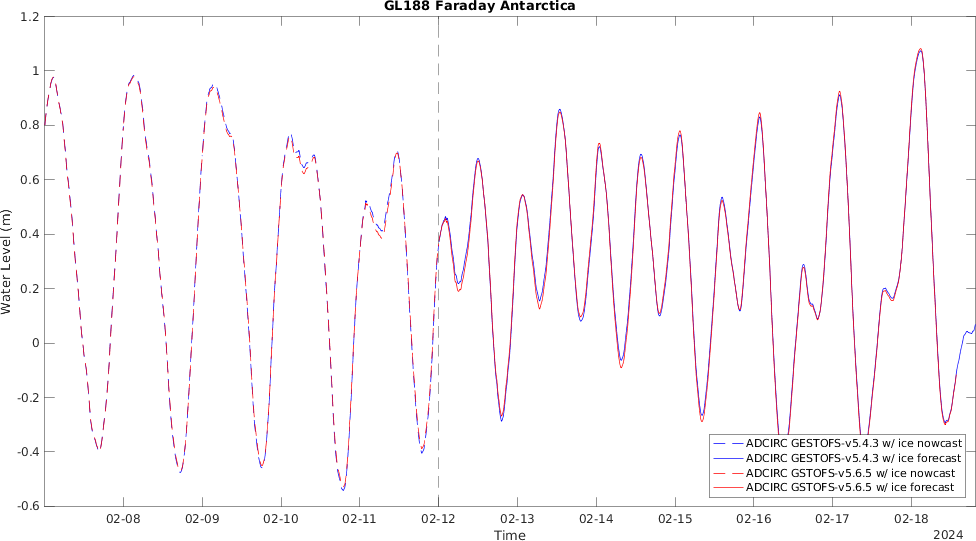 GL188 Faraday Antarctica
1.2
1
0.8
0.6
0.4
0.2
0
-0.2
-0.4
-0.6
Water Level (m)
ADCIRC GESTOFS-v5.4.3 w/ ice nowcast
ADCIRC GESTOFS-v5.4.3 w/ ice forecast
ADCIRC GSTOFS-v5.6.5 w/ ice nowcast
ADCIRC GSTOFS-v5.6.5 w/ ice forecast
02-08 02-09 02-10 02-11 02-12 02-13 02-14 02-15 02-16 02-17 02-18
Time
2024